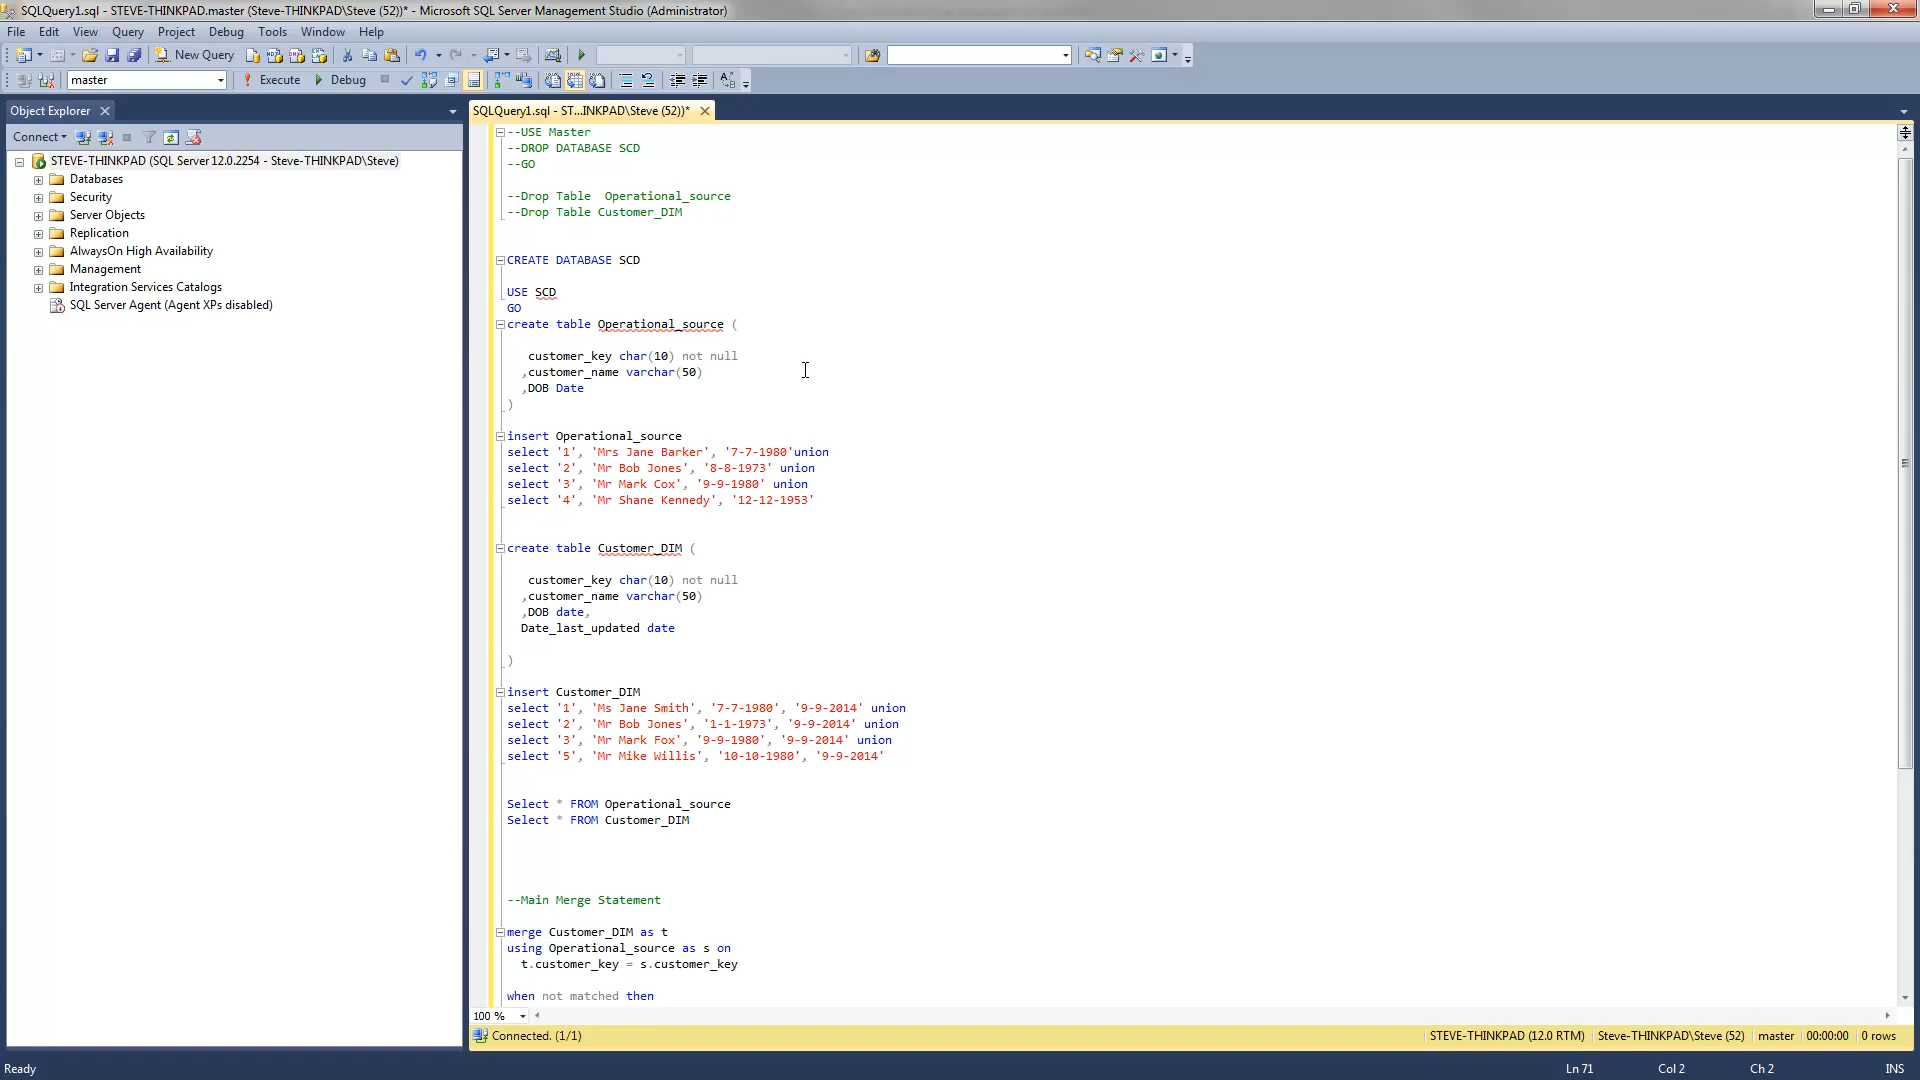 SQLQuery1.sql - STEVE-THINKPAD.master (Steve-THINKPAD\Steve (52))* - Microsoft SQL Server Management Studio (Administrator)
File Edit View Query Project Debug Tools Window Help
New Query
master Execute Debug
Object Explorer
SQLQuery1.sql - ST...INKPAD\Steve (52))*
Connect
STEVE-THINKPAD (SQL Server 12.0.2254 - Steve-THINKPAD\Steve)
Databases
Security
Server Objects
Replication
AlwaysOn High Availability
Management
Integration Services Catalogs
SQL Server Agent (Agent XPs disabled)
--USE Master
--DROP DATABASE SCD
--GO
--Drop Table  Operational_source
--Drop Table Customer_DIM
CREATE DATABASE SCD
USE SCD
GO
create table Operational_source (
customer_key char(10) not null
,customer_name varchar(50)
,DOB Date
)
insert Operational_source
select '1', 'Mrs Jane Barker', '7-7-1980'union
select '2', 'Mr Bob Jones', '8-8-1973' union
select '3', 'Mr Mark Cox', '9-9-1980' union
select '4', 'Mr Shane Kennedy', '12-12-1953'
create table Customer_DIM (
customer_key char(10) not null
,customer_name varchar(50)
,DOB date,
Date_last_updated date
)
insert Customer_DIM
select '1', 'Ms Jane Smith', '7-7-1980', '9-9-2014' union
select '2', 'Mr Bob Jones', '1-1-1973', '9-9-2014' union
select '3', 'Mr Mark Fox', '9-9-1980', '9-9-2014' union
select '5', 'Mr Mike Willis', '10-10-1980', '9-9-2014'
Select * FROM Operational_source
Select * FROM Customer_DIM
--Main Merge Statement
merge Customer_DIM as t
using Operational_source as s on
t.customer_key = s.customer_key
when not matched then
100 %
Connected. (1/1) STEVE-THINKPAD (12.0 RTM) Steve-THINKPAD\Steve (52) master 00:00:00 0 rows
Ready Ln 71 Col 2 Ch 2 INS